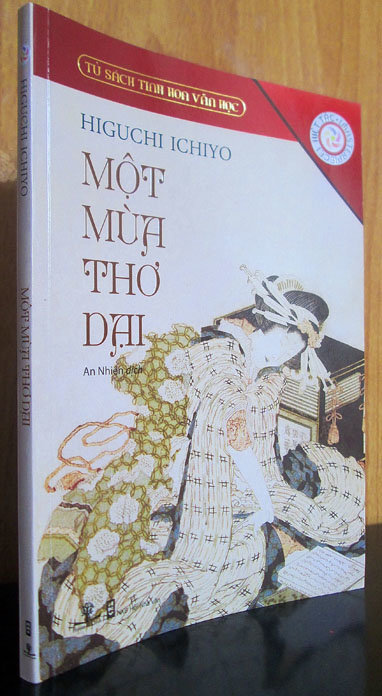 TỦ SÁCH TINH HOA VĂN HỌC
HIGUCHI ICHIYO
MỘT
MÙA
THƠ
DẠI
An Nhiên dịch
HIGUCHI ICHIYO
MỘT MÙA THƠ DẠI